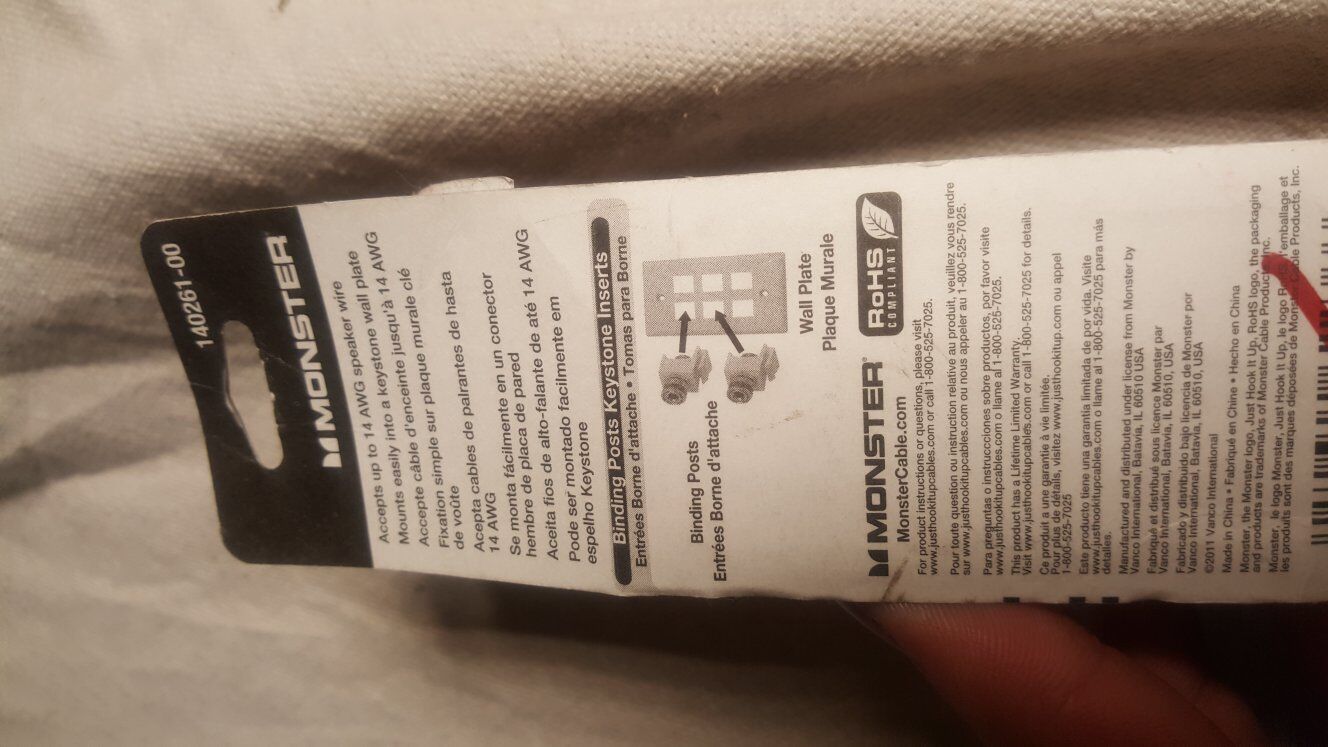 140261-00
MONSTER
Accepts up to 14 AWG speaker wire
Mounts easily into a keystone wall plate
Accepte câble d'enceinte jusqu'à 14 AWG
Fixation simple sur plaque murale clé
de voûte
Acepta cables de palrantes de hasta
14 AWG
Se monta fácilmente en un conector
hembre de placa de pared
Aceita fios de alto-falante de até 14 AWG
Pode ser montado facilmente em
espelho Keystone
Binding Posts Keystone Inserts
Entrées Borne d'attache • Tomas para Borne
Binding Posts
Entrées Borne d'attache
Wall Plate
Plaque Murale
MONSTER
MonsterCable.com
RoHS
COMPLIANT
For product instructions or questions, please visit
www.justhookitupcables.com or call 1-800-525-7025.
Pour toute question ou instruction relative au produit, veuillez vous rendre
sur www.justhookitupcables.com ou nous appeler au 1-800-525-7025.
Para preguntas o instrucciones sobre productos, por favor visite
www.justhookitupcables.com o llame al 1-800-525-7025.
This product has a Lifetime Limited Warranty.
Visit www.justhookitupcables.com or call 1-800-525-7025 for details.
Ce produit a une garantie à vie limitée.
Pour plus de détails, visitez www.justhookitup.com ou appel
1-800-525-7025
Este producto tiene una garantia limitada de por vida. Visite
www.justhookitupcables.com o llame al 1-800-525-7025 para más
detalles.
Manufactured and distributed under license from Monster by
Vanco International, Batavia, IL 60510 USA
Fabriqué et distribué sous licence Monster par
Vanco International, Batavia, IL 60510, USA
Fabricado y distribuido bajo licencia de Monster por
Vanco International, Batavia, IL 60510, USA
©2011 Vanco International
Made in China • Fabriqué en Chine • Hecho en China
Monster, the Monster logo, Just Hook It Up, RoHS logo, the packaging
and products are trademarks of Monster Cable Products, Inc.
Monster, le logo Monster, Just Hook It Up, le logo l'emballage et
les produits sont des marques déposées de Monster Cable Products, Inc.